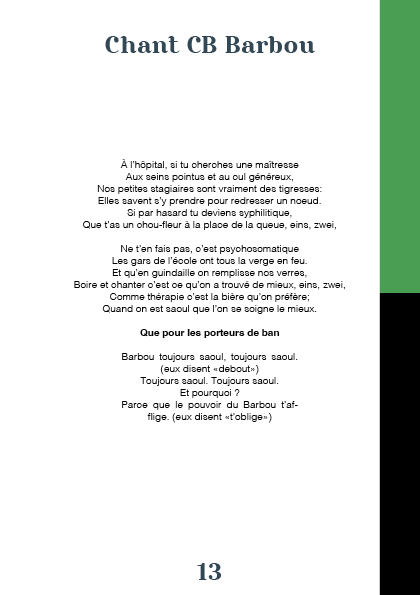 Chant CB Barbou
À l'hôpital, si tu cherches une maîtresse
Aux seins pointus et au cul généreux,
Nos petites stagiaires sont vraiment des tigresses:
Elles savent s'y prendre pour redresser un noeud.
Si par hasard tu deviens syphilitique,
Que t'as un chou-fleur à la place de la queue, eins, zwei,
Ne t'en fais pas, c'est psychosomatique
Les gars de l'école ont tous la verge en feu.
Et qu'en guindaille on remplisse nos verres,
Boire et chanter c'est ce qu'on a trouvé de mieux, eins, zwei,
Comme thérapie c'est la bière qu'on préfère;
Quand on est saoul que l'on se soigne le mieux.
Que pour les porteurs de ban
Barbou toujours saoul, toujours saoul.
(eux disent «debout»)
Toujours saoul. Toujours saoul.
Et pourquoi ?
Parce que le pouvoir du Barbou t'af-
flige. (eux disent «t'oblige»)
13